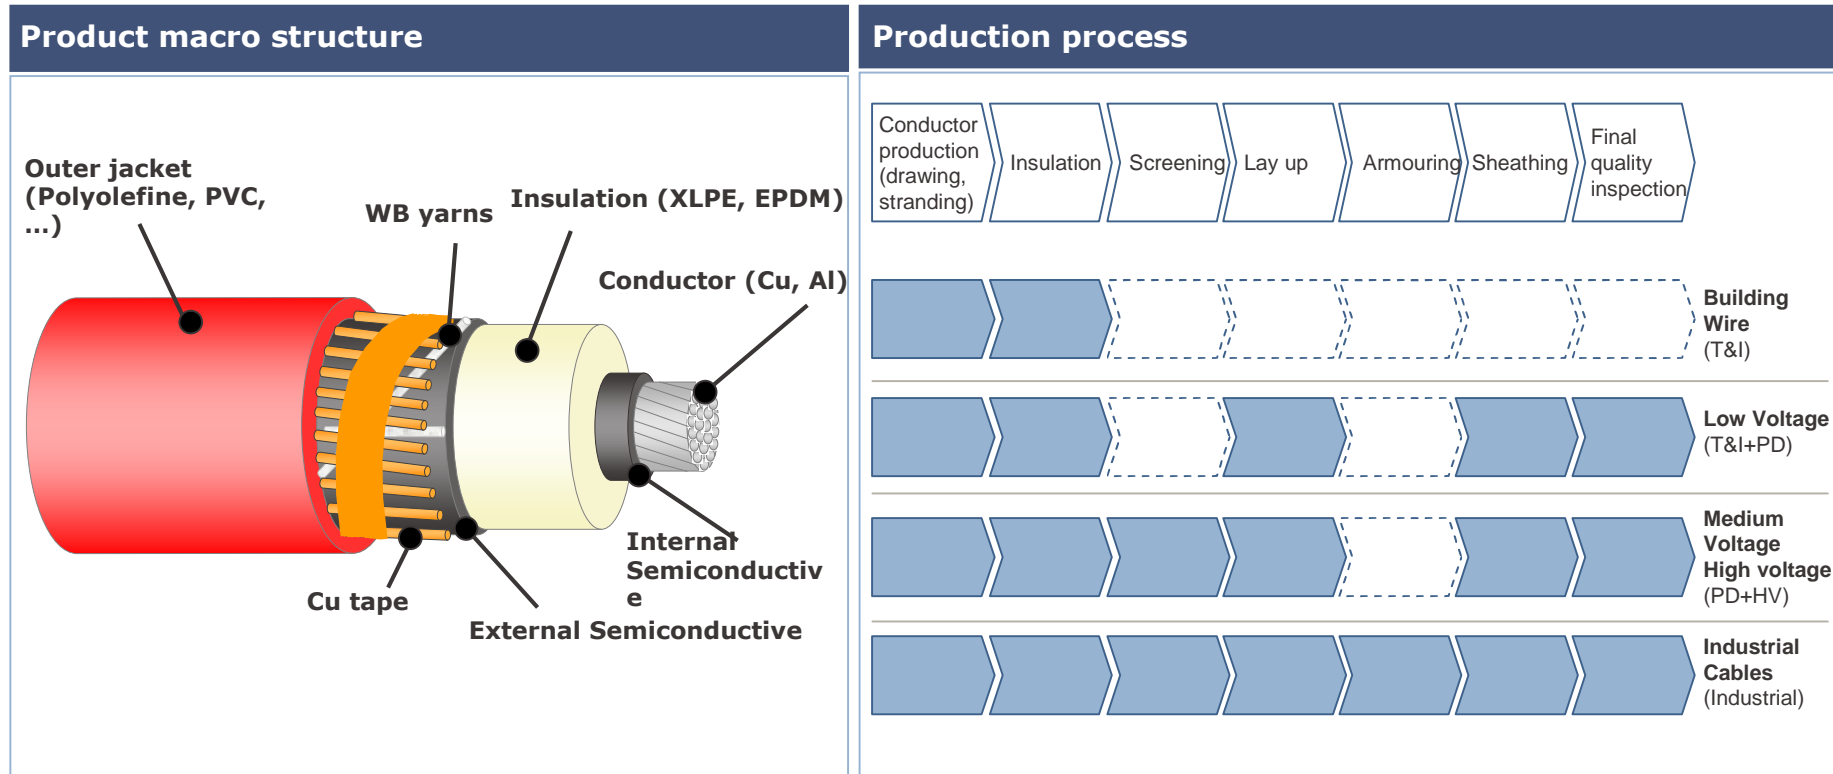 Product macro structure
Outer jacket
(Polyolefine, PVC,
...)
WB yarns
Insulation (XLPE, EPDM)
Conductor (Cu, Al)
Internal
Semiconductiv
e
Cu tape
External Semiconductive
Production process
Conductor
production
(drawing,
stranding)
Insulation
Screening
Lay up
Armouring
Sheathing
Final
quality
inspection
Building
Wire
(T&I)
Low Voltage
(T&I+PD)
Medium
Voltage
High voltage
(PD+HV)
Industrial
Cables
(Industrial)